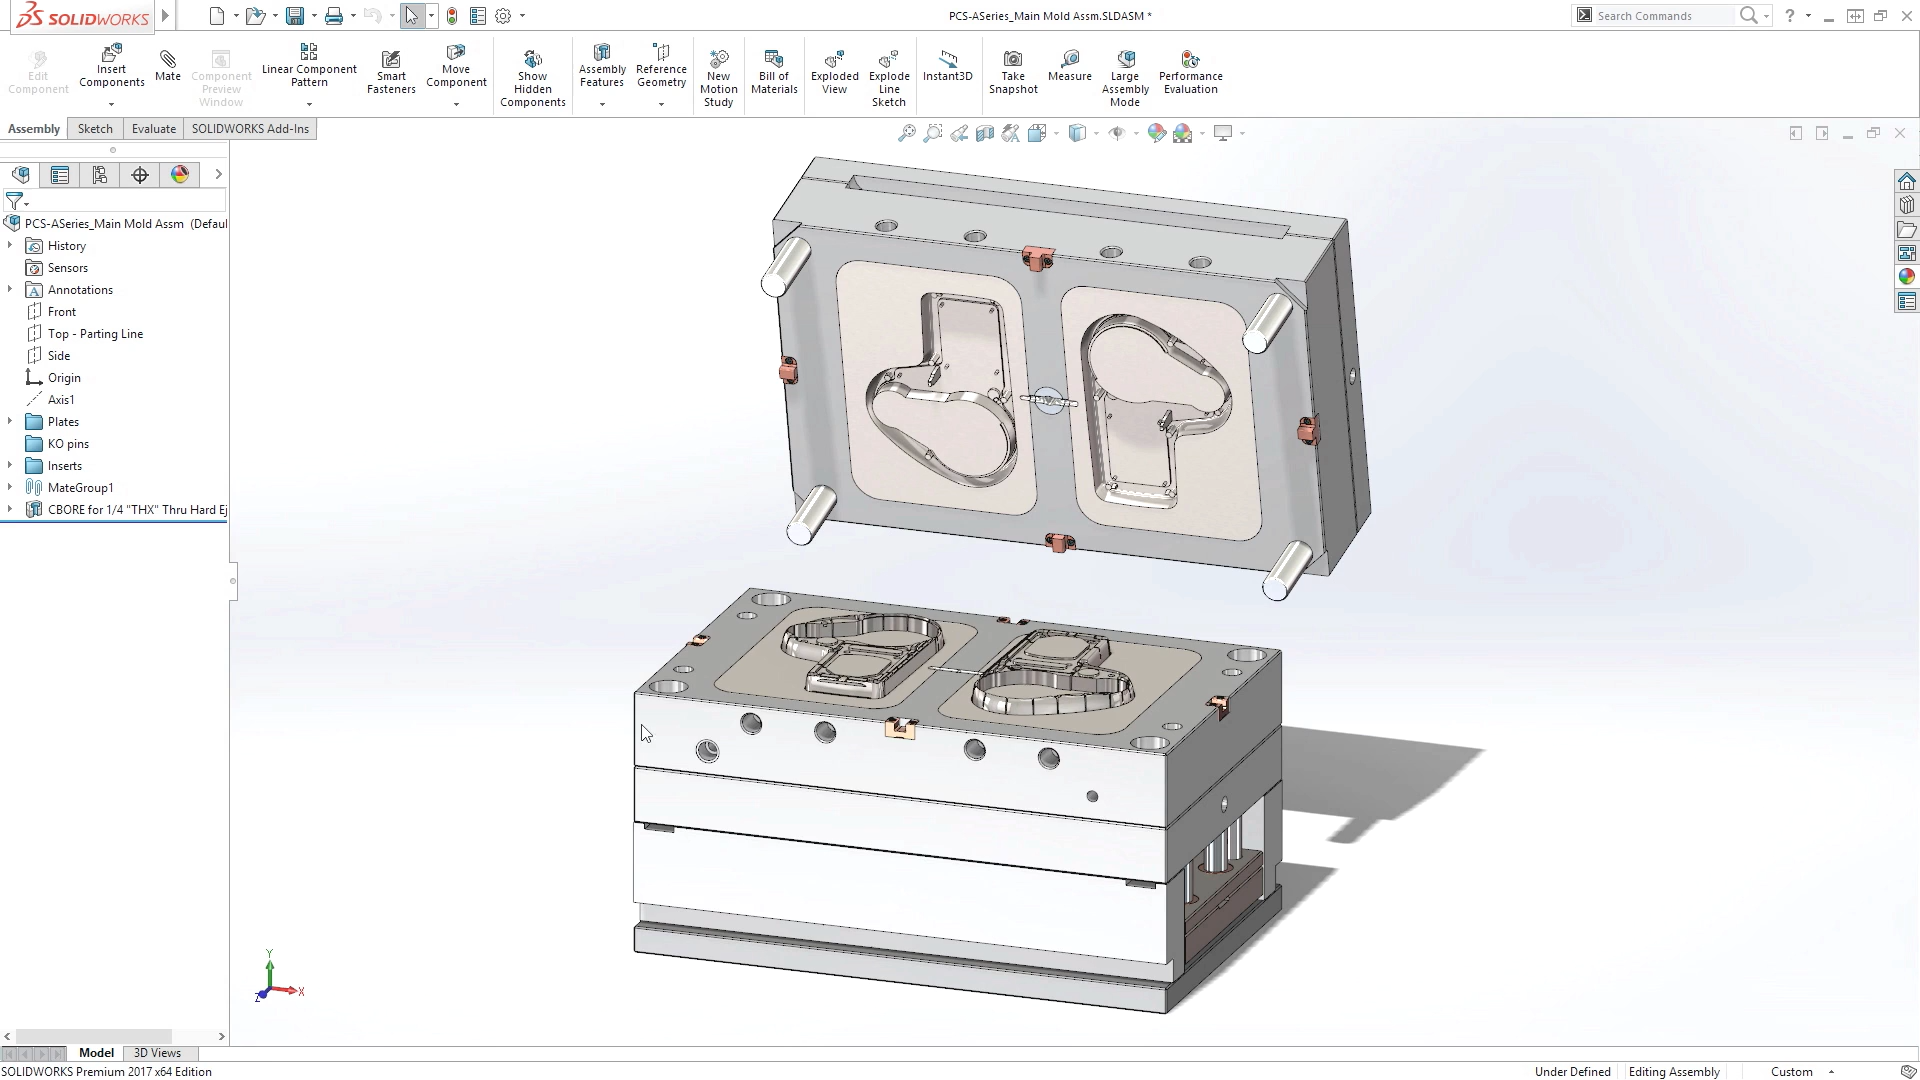 SOLIDWORKS
PCS-ASeries_Main Mold Assm.SLDASM *
Search Commands
?
Edit Component
Insert Components
Mate
Component Preview Window
Linear Component Pattern
Smart Fasteners
Move Component
Show Hidden Components
Assembly Features
Reference Geometry
New Motion Study
Bill of Materials
Exploded View
Explode Line Sketch
Instant3D
Take Snapshot
Measure
Large Assembly Mode
Performance Evaluation
Assembly
Sketch
Evaluate
SOLIDWORKS Add-Ins
PCS-ASeries_Main Mold Assm (Defaul
History
Sensors
A Annotations
Front
Top - Parting Line
Side
Origin
Axis1
Plates
KO pins
Inserts
MateGroup1
CBORE for 1/4 "THX" Thru Hard Ej
Y
X
Z
Model
3D Views
SOLIDWORKS Premium 2017 x64 Edition
Under Defined
Editing Assembly
Custom